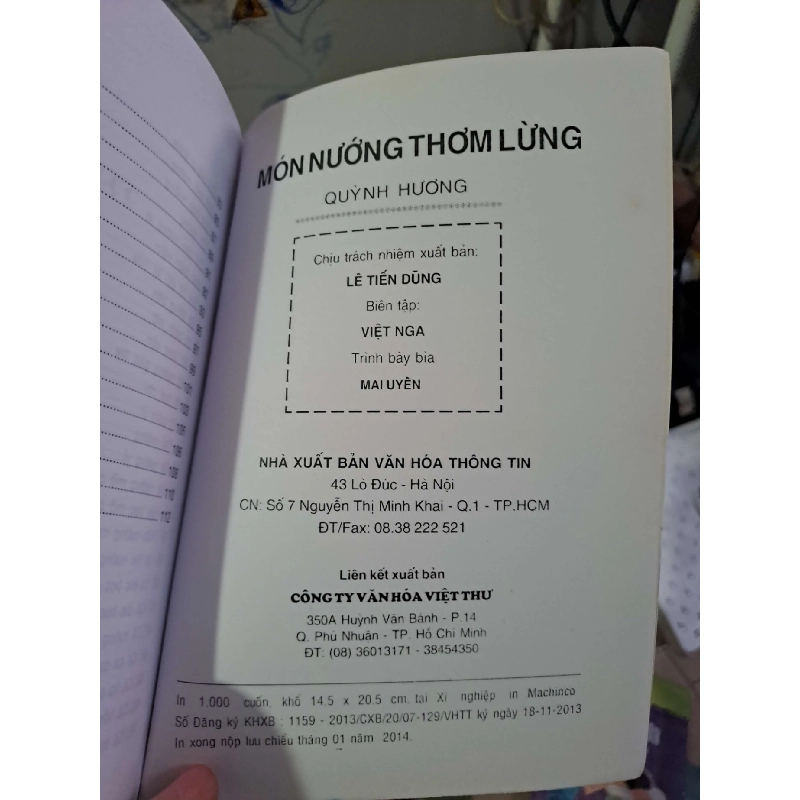 MÓN NƯỚNG THƠM LỪNG
QUỲNH HƯƠNG
Chịu trách nhiệm xuất bản:
LÊ TIẾN DŨNG
Biên tập:
VIỆT NGA
Trình bày bìa
MAI UYÊN
NHÀ XUẤT BẢN VĂN HÓA THÔNG TIN
43 Lò Đúc - Hà Nội
CN: Số 7 Nguyễn Thị Minh Khai - Q.1 - TP.HCM
ĐT/Fax: 08.38 222 521
Liên kết xuất bản
CÔNG TY VĂN HÓA VIỆT THƯ
350A Huỳnh Văn Bánh - P.14
Q. Phú Nhuận - TP. Hồ Chí Minh
ĐT: (08) 36013171 - 38454350
In 1.000 cuốn, khổ 14.5 x 20.5 cm, tại Xí nghiệp in Machinco
Số Đăng ký KHXB : 1159 - 2013/CXB/20/07-129/VHTT ký ngày 18-11-2013
In xong nộp lưu chiểu tháng 01 năm 2014.